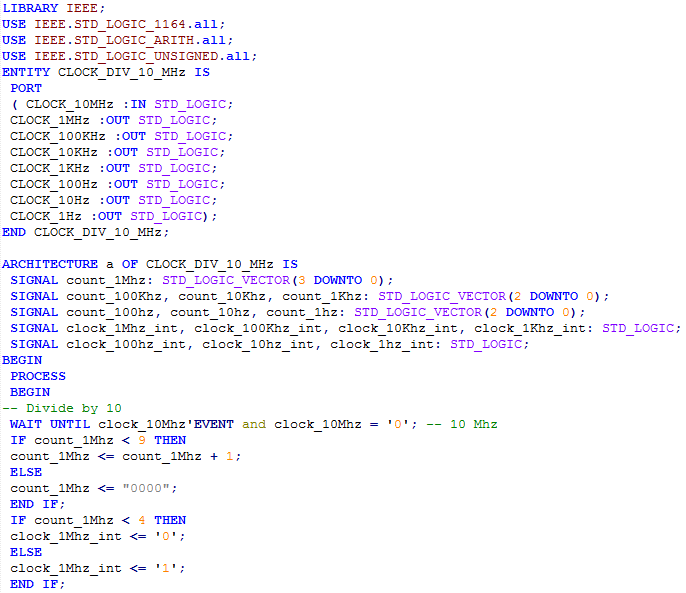 LIBRARY IEEE;
USE IEEE.STD_LOGIC_1164.all;
USE IEEE.STD_LOGIC_ARITH.all;
USE IEEE.STD_LOGIC_UNSIGNED.all;
ENTITY CLOCK_DIV_10_MHz IS
PORT
( CLOCK_10MHz :IN STD_LOGIC;
CLOCK_1MHz :OUT STD_LOGIC;
CLOCK_100KHz :OUT STD_LOGIC;
CLOCK_10KHz :OUT STD_LOGIC;
CLOCK_1KHz :OUT STD_LOGIC;
CLOCK_100Hz :OUT STD_LOGIC;
CLOCK_10Hz :OUT STD_LOGIC;
CLOCK_1Hz :OUT STD_LOGIC);
END CLOCK_DIV_10_MHz;

ARCHITECTURE a OF CLOCK_DIV_10_MHz IS
SIGNAL count_1Mhz: STD_LOGIC_VECTOR(3 DOWNTO 0);
SIGNAL count_100Khz, count_10Khz, count_1Khz: STD_LOGIC_VECTOR(2 DOWNTO 0);
SIGNAL count_100hz, count_10hz, count_1hz: STD_LOGIC_VECTOR(2 DOWNTO 0);
SIGNAL clock_1Mhz_int, clock_100Khz_int, clock_10Khz_int, clock_1Khz_int: STD_LOGIC;
SIGNAL clock_100hz_int, clock_10hz_int, clock_1hz_int: STD_LOGIC;
BEGIN
PROCESS
BEGIN
-- Divide by 10
WAIT UNTIL clock_10Mhz'EVENT and clock_10Mhz = '0'; -- 10 Mhz
IF count_1Mhz < 9 THEN
count_1Mhz <= count_1Mhz + 1;
ELSE
count_1Mhz <= "0000";
END IF;
IF count_1Mhz < 4 THEN
clock_1Mhz_int <= '0';
ELSE
clock_1Mhz_int <= '1';
END IF;